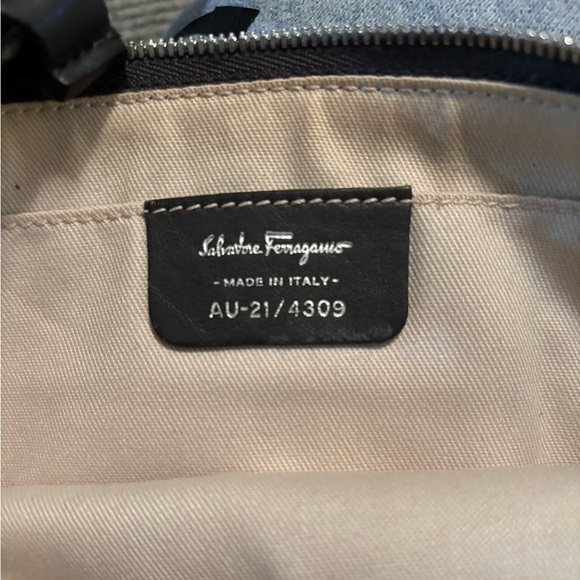 Salvatore Ferragamo
- MADE IN ITALY -
AU-21/4309